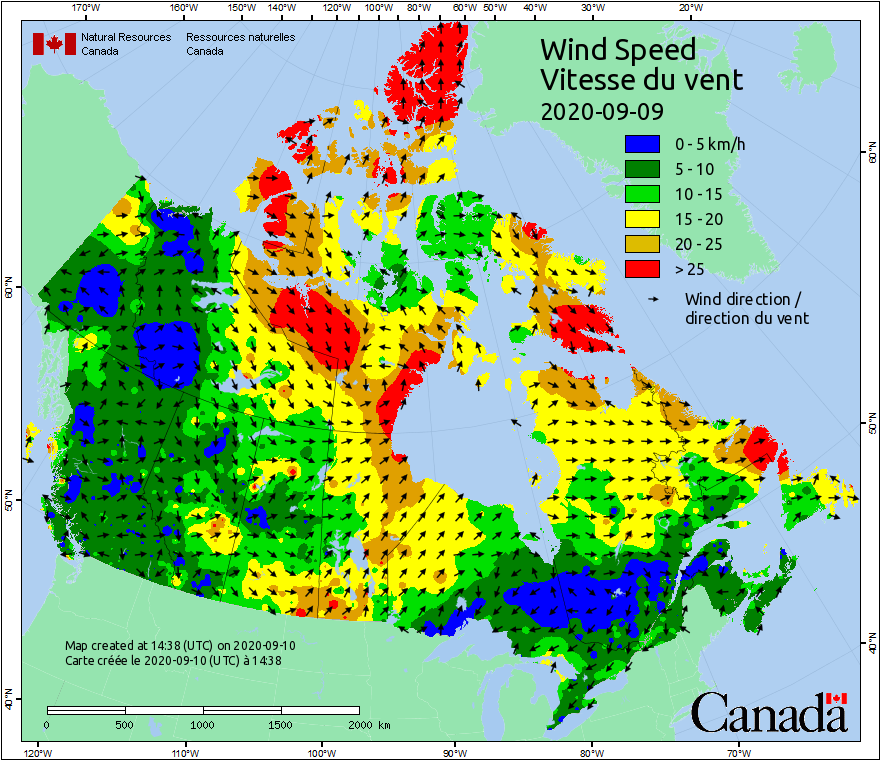 170°W 160°W 150°W 140°W 120°W 100°W 80°W 60°W 50°W 40°W 30°W 20°W
Natural Resources Canada
Ressources naturelles Canada
Wind Speed
Vitesse du vent
2020-09-09
0 - 5 km/h
5 - 10
10 - 15
15 - 20
20 - 25
> 25
Wind direction /
direction du vent
60°N
50°N
40°N
60°N
50°N
40°N
Map created at 14:38 (UTC) on 2020-09-10
Carte créée le 2020-09-10 (UTC) à 14:38
0 500 1000 1500 2000 km
Canada
120°W 110°W 100°W 90°W 80°W 70°W